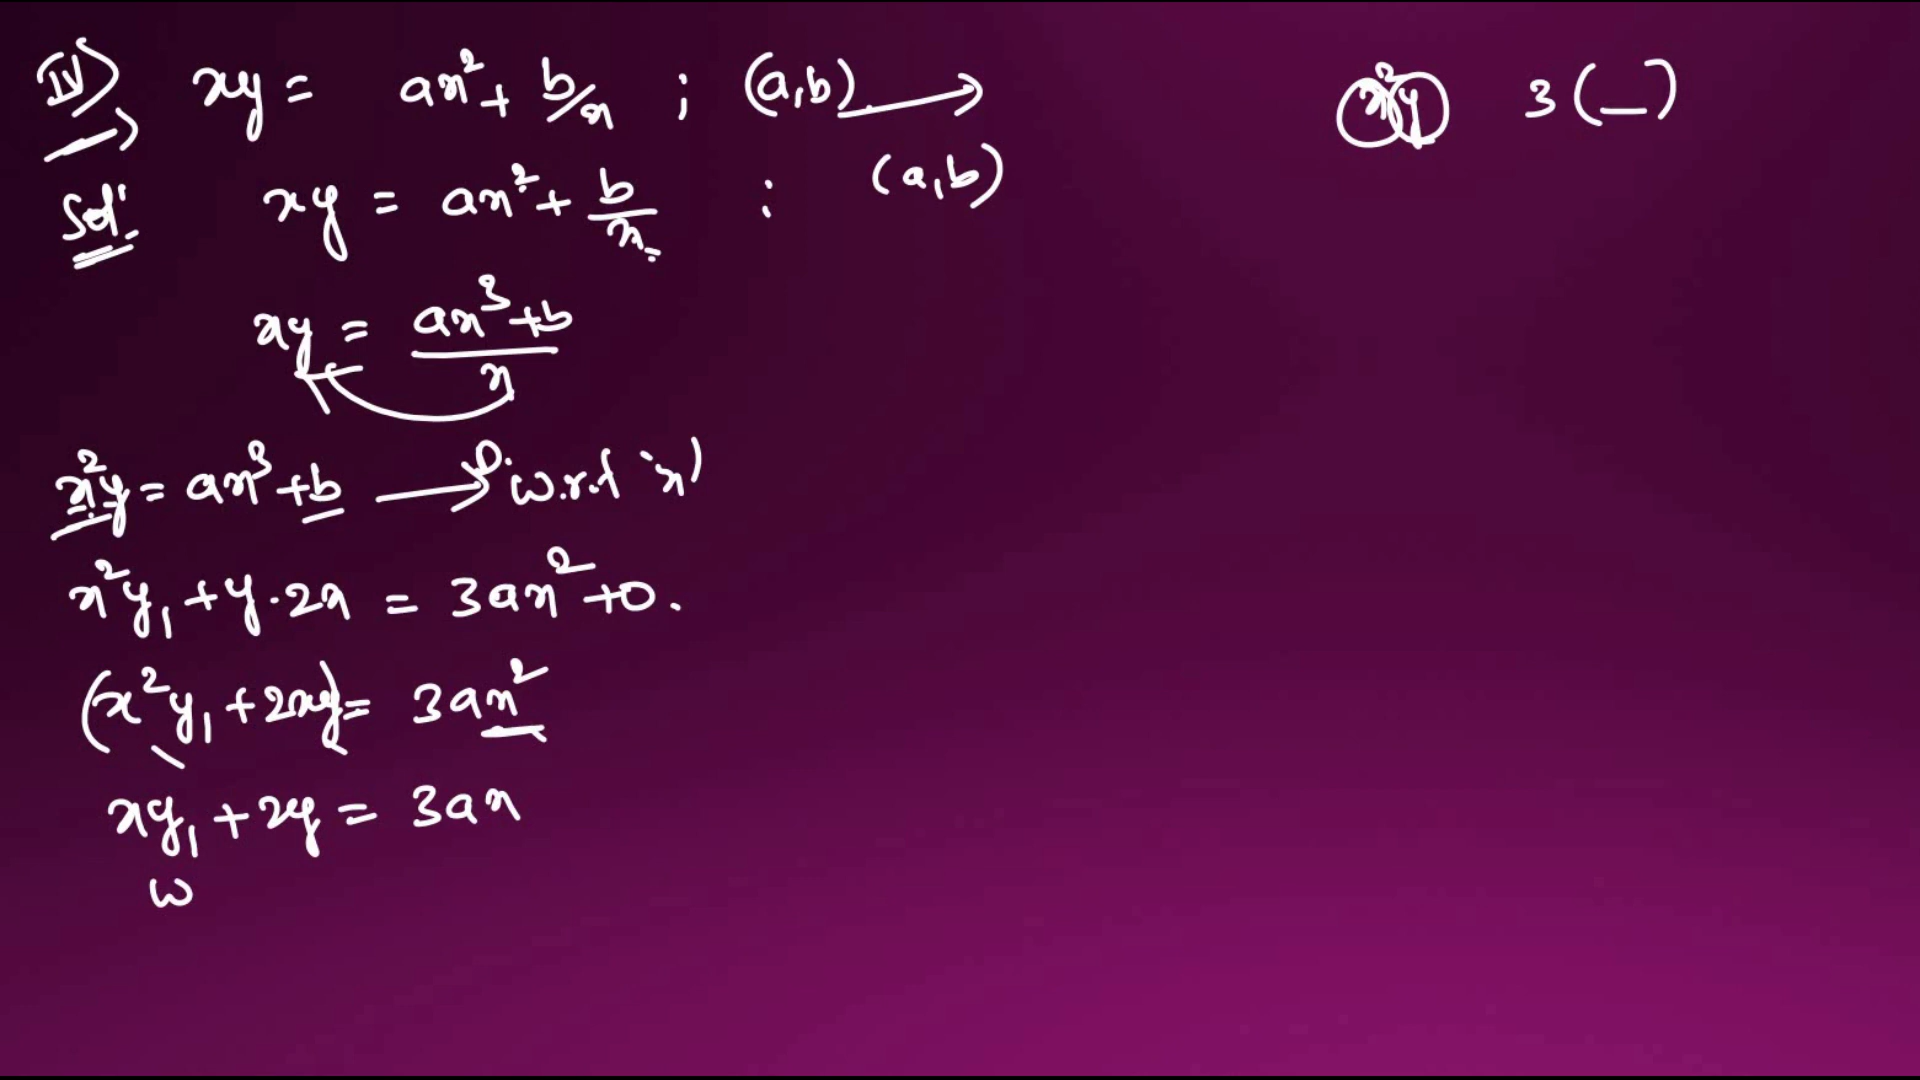 IV) xy = ax² + b/x ; (a,b) →
x²y 3(_)
Sol: xy = ax² + b/x : (a,b)
xy = ax³+b/x
x²y = ax³+b → D. w.r.t 'x'
x²y₁ + y.2x = 3ax² + 0.
(x²y₁ + 2xy) = 3ax²
xy₁ + 2y = 3ax
w